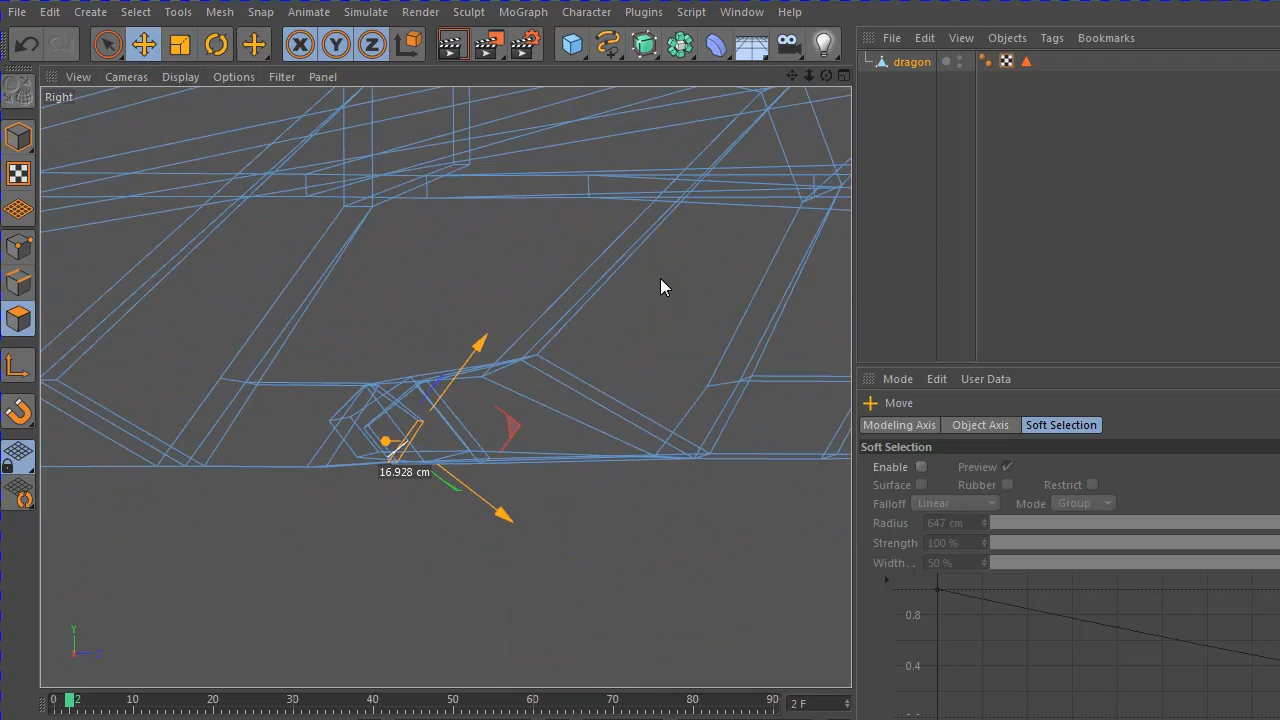 File Edit Create Select Tools Mesh Snap Animate Simulate Render Sculpt MoGraph Character Plugins Script Window Help
X Y Z
File Edit View Objects Tags Bookmarks
dragon
View Cameras Display Options Filter Panel
Right
16.928 cm
Y
Mode Edit User Data
Move
Modeling Axis Object Axis Soft Selection
Soft Selection
Enable Preview
Surface Rubber Restrict
Falloff Linear Mode Group
Radius 647 cm
Strength 100 %
Width . . 50 %
0.8
0.4
0 2 10 20 30 40 50 60 70 80 90
2 F